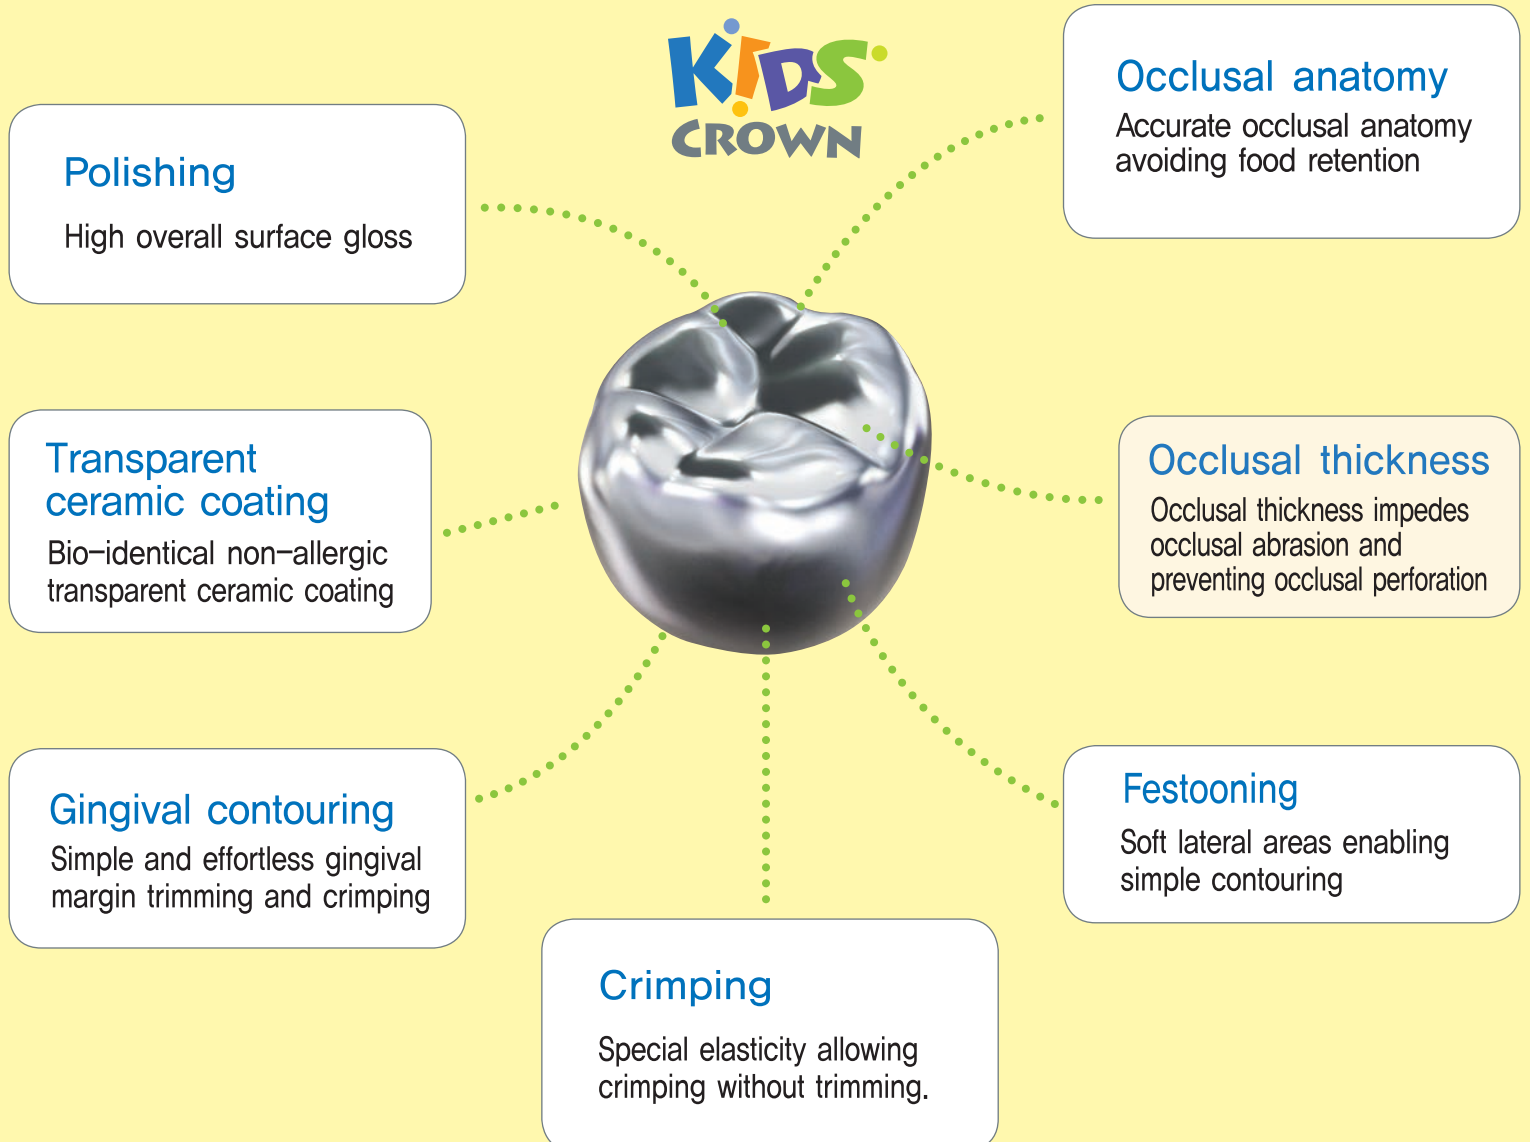 KIDS
CROWN
Polishing
High overall surface gloss
Occlusal anatomy
Accurate occlusal anatomy
avoiding food retention
Transparent
ceramic coating
Bio-identical non-allergic
transparent ceramic coating
Occlusal thickness
Occlusal thickness impedes
occlusal abrasion and
preventing occlusal perforation
Gingival contouring
Simple and effortless gingival
margin trimming and crimping
Festooning
Soft lateral areas enabling
simple contouring
Crimping
Special elasticity allowing
crimping without trimming.